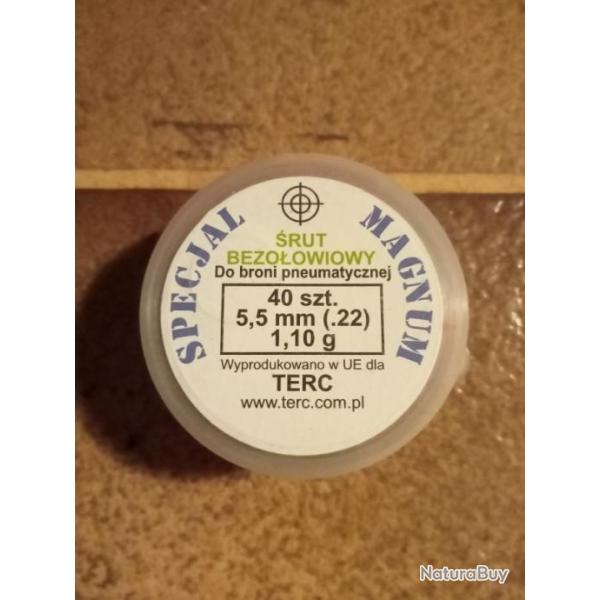 SPECJAL MAGNUM
ŚRUT
BEZOŁOWIOWY
Do broni pneumatycznej
40 szt.
5,5 mm (.22)
1,10 g
Wyprodukowano w UE dla
TERC
www.terc.com.pl
NaturaBuy